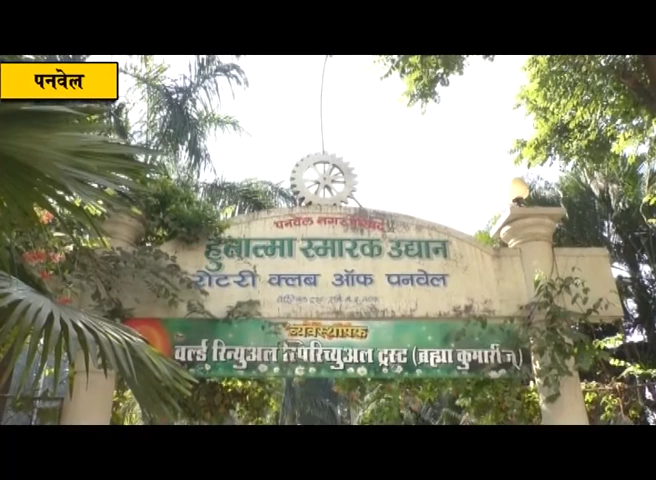 पनवेल
पनवेल नगरपरिषद
हुतात्मा स्मारक उद्यान
रोटरी क्लब ऑफ पनवेल
व्यवस्थापक
वर्ल्ड रिन्युअल स्पिरिच्युअल ट्रस्ट (ब्रह्मा कुमारीज)